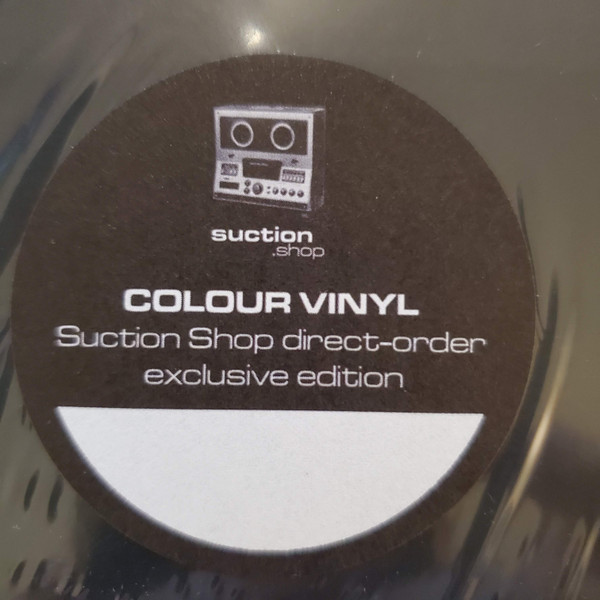 suction
.shop
COLOUR VINYL
Suction Shop direct-order
exclusive edition